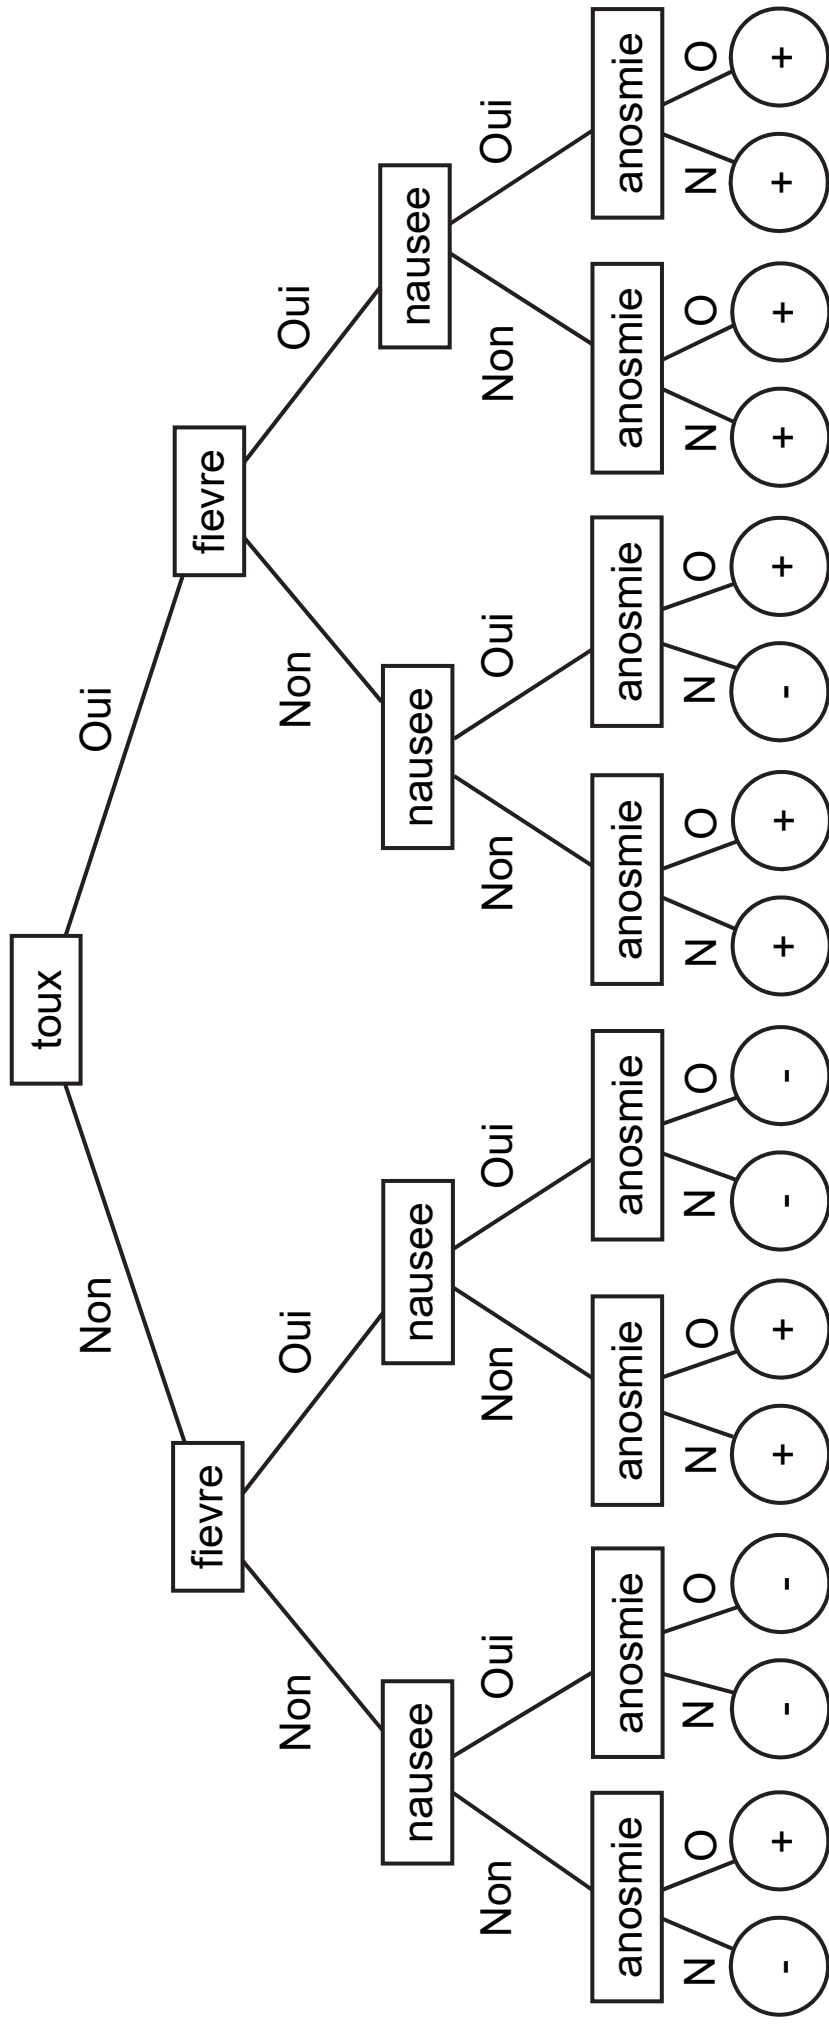 toux
Non Oui
fievre fievre
Non Oui Non Oui
nausee nausee nausee nausee
Non Oui Non Oui Non Oui Non Oui
anosmie anosmie anosmie anosmie anosmie anosmie anosmie anosmie
N O N O N O N O N O N O N O N O
- + - - + + - - + + - + + + + +